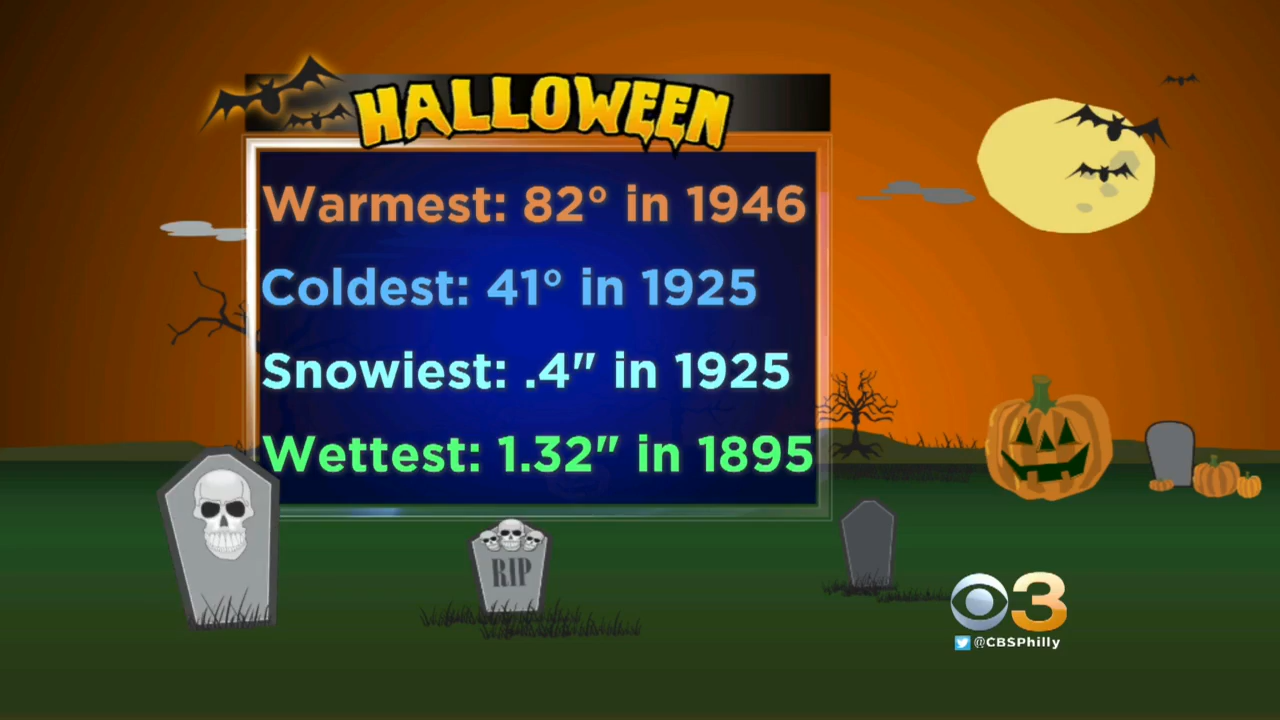 HALLOWEEN
Warmest: 82° in 1946
Coldest: 41° in 1925
Snowiest: .4" in 1925
Wettest: 1.32" in 1895
RIP
3
@CBSPhilly